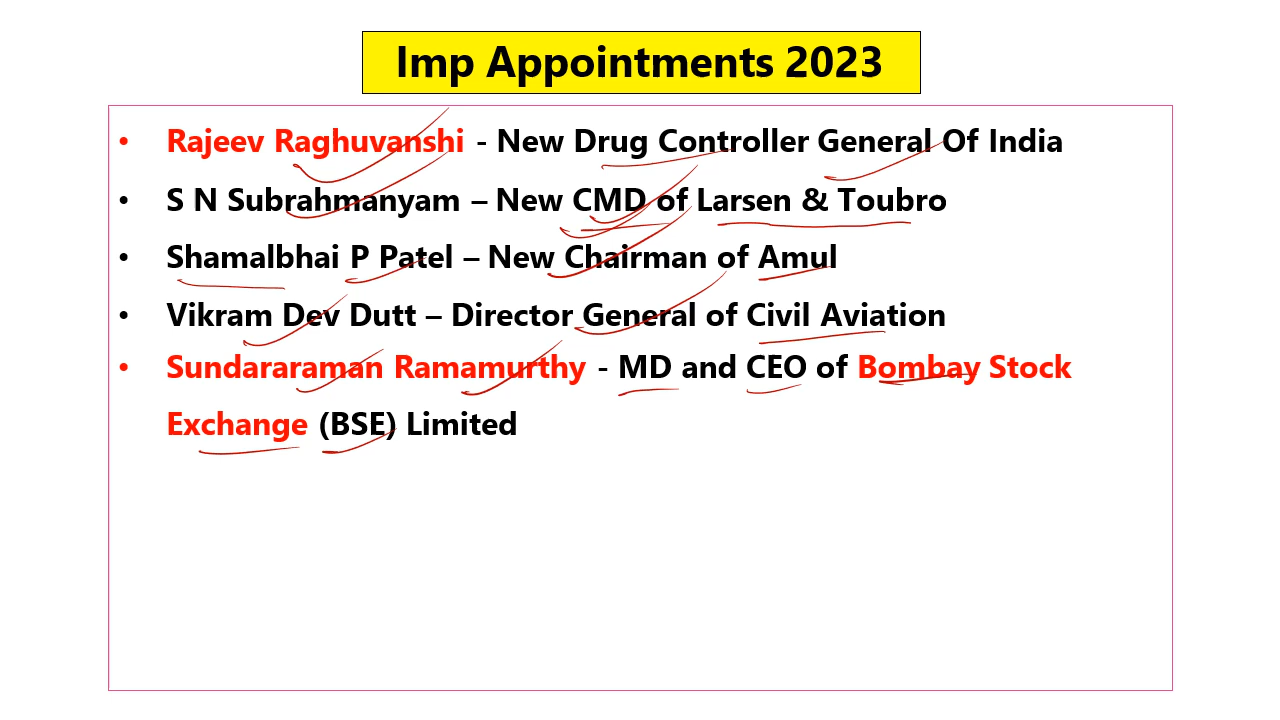 Imp Appointments 2023
• Rajeev Raghuvanshi - New Drug Controller General Of India
• S N Subrahmanyam – New CMD of Larsen & Toubro
• Shamalbhai P Patel – New Chairman of Amul
• Vikram Dev Dutt – Director General of Civil Aviation
• Sundararaman Ramamurthy - MD and CEO of Bombay Stock
Exchange (BSE) Limited